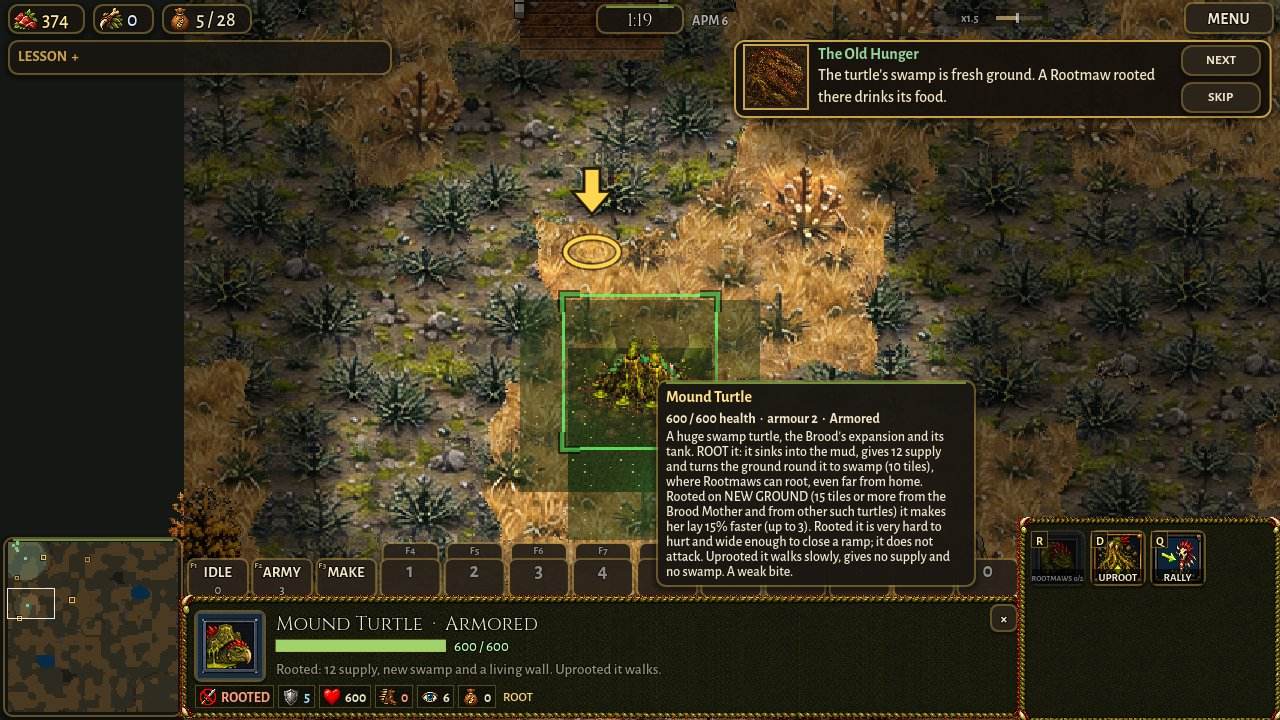 374
0
5 / 28
1:19
APM 6
x1.5
MENU
LESSON +
The Old Hunger
The turtle's swamp is fresh ground. A Rootmaw rooted
there drinks its food.
NEXT
SKIP
Mound Turtle
600 / 600 health · armour 2 · Armored
A huge swamp turtle, the Brood's expansion and its
tank. ROOT it: it sinks into the mud, gives 12 supply
and turns the ground round it to swamp (10 tiles),
where Rootmaws can root, even far from home.
Rooted on NEW GROUND (15 tiles or more from the
Brood Mother and from other such turtles) it makes
her lay 15% faster (up to 3). Rooted it is very hard to
hurt and wide enough to close a ramp; it does not
attack. Uprooted it walks slowly, gives no supply and
no swamp. A weak bite.
F1 IDLE 0
F2 ARMY 3
F3 MAKE
F4 1
F5 2
F6 3
F7 4
0
R ROOTMAWS 0/2
D UPROOT
Q RALLY
MOUND TURTLE · ARMORED
600 / 600
Rooted: 12 supply, new swamp and a living wall. Uprooted it walks.
ROOTED 5 600 0 6 0 ROOT
×